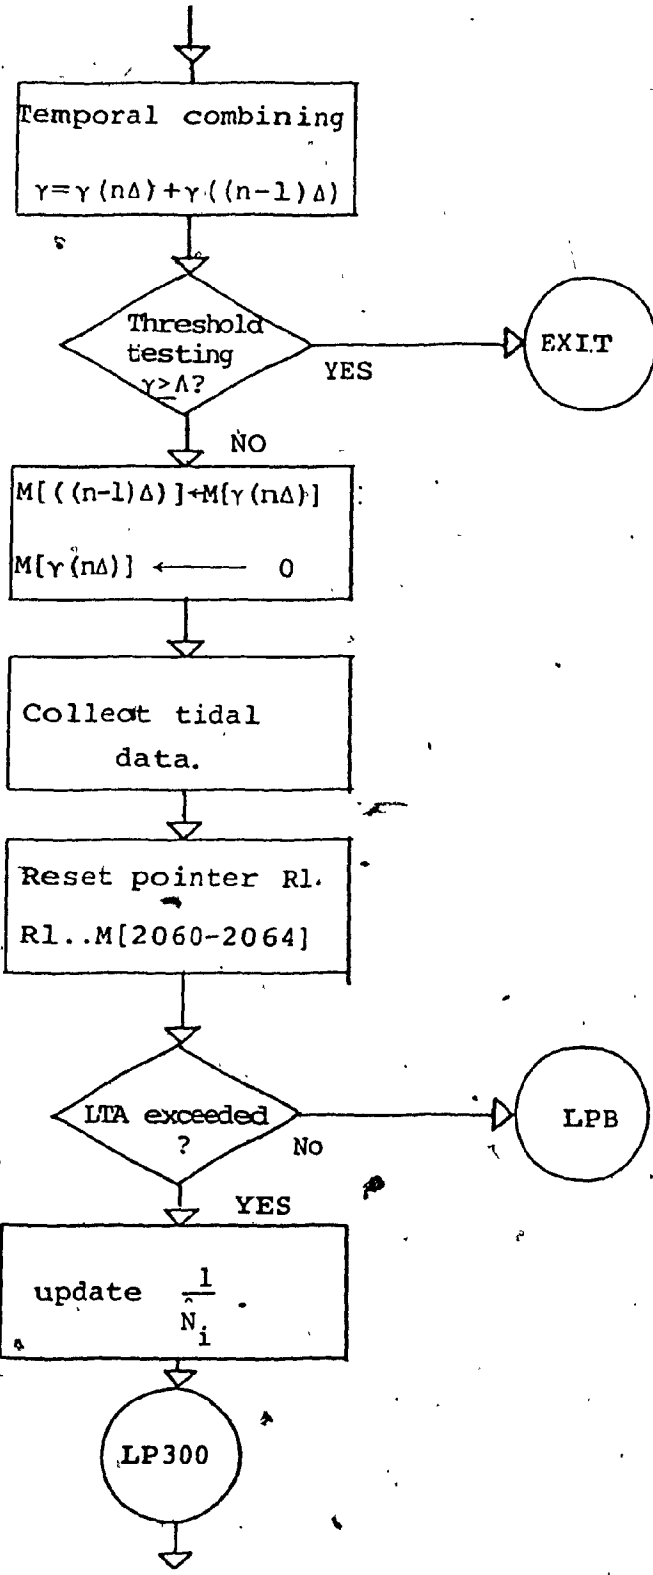 Temporal combining
γ=γ(nΔ)+γ((n-1)Δ)
Threshold
testing
γ≥Λ?
YES
EXIT
NO
M[((n-1)Δ)]←M[γ(nΔ)]
M[γ(nΔ)] ← 0
Collect tidal
data.
Reset pointer R1.
R1..M[2060-2064]
LTA exceeded
?
No
LPB
YES
update 1
N̂i
LP300